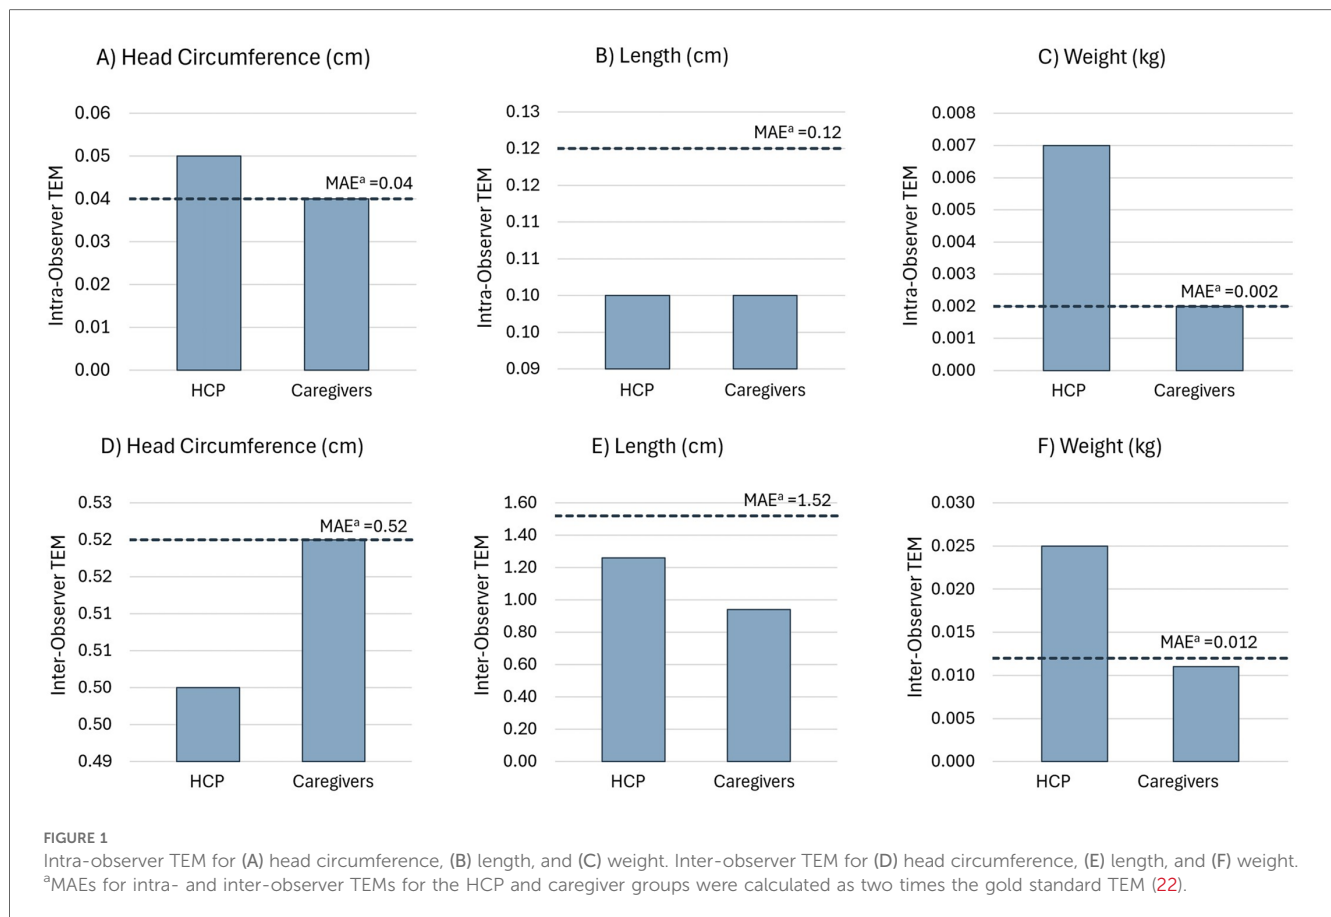 A) Head Circumference (cm)
Intra-Observer TEM
0.06
0.05
0.04
0.03
0.02
0.01
0.00
MAEᵃ =0.04
HCP
Caregivers
B) Length (cm)
Intra-Observer TEM
0.13
0.12
0.12
0.11
0.11
0.10
0.10
0.09
MAEᵃ =0.12
HCP
Caregivers
C) Weight (kg)
Intra-Observer TEM
0.008
0.007
0.006
0.005
0.004
0.003
0.002
0.001
0.000
MAEᵃ =0.002
HCP
Caregivers
D) Head Circumference (cm)
Inter-Observer TEM
0.53
0.52
0.52
0.51
0.51
0.50
0.50
0.49
MAEᵃ =0.52
HCP
Caregivers
E) Length (cm)
Inter-Observer TEM
1.60
1.40
1.20
1.00
0.80
0.60
0.40
0.20
0.00
MAEᵃ =1.52
HCP
Caregivers
F) Weight (kg)
Inter-Observer TEM
0.030
0.025
0.020
0.015
0.010
0.005
0.000
MAEᵃ =0.012
HCP
Caregivers
FIGURE 1
Intra-observer TEM for (A) head circumference, (B) length, and (C) weight. Inter-observer TEM for (D) head circumference, (E) length, and (F) weight.
ᵃMAEs for intra- and inter-observer TEMs for the HCP and caregiver groups were calculated as two times the gold standard TEM (22).